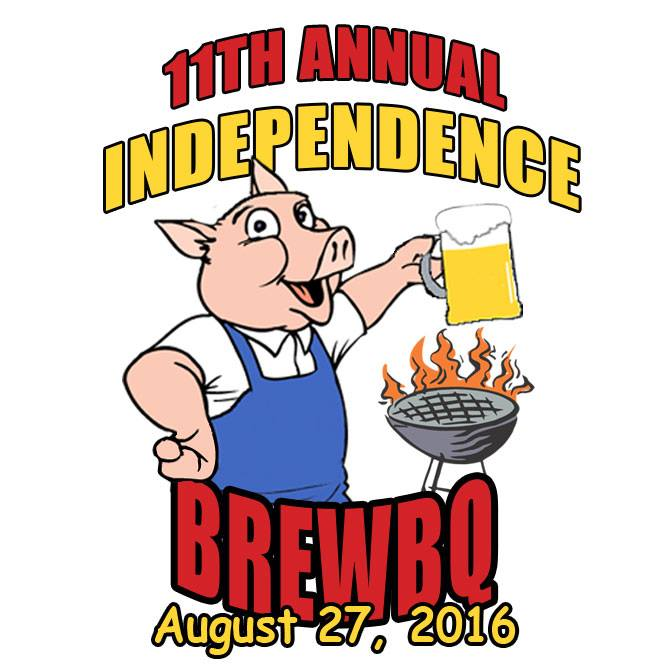 11TH ANNUAL
INDEPENDENCE
BREWBQ
August 27, 2016